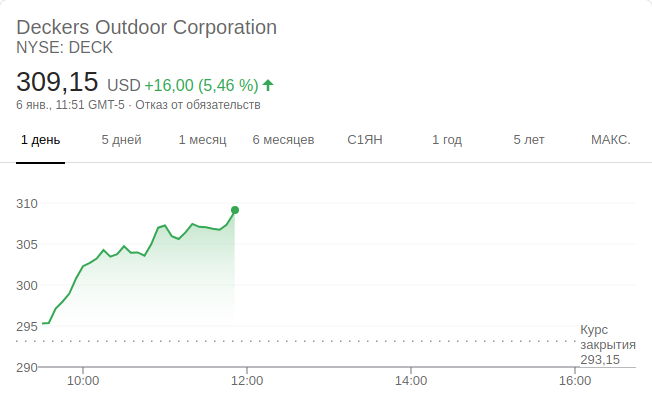 Deckers Outdoor Corporation
NYSE: DECK
309,15 USD +16,00 (5,46 %)
6 янв., 11:51 GMT-5 · Отказ от обязательств
1 день 5 дней 1 месяц 6 месяцев С1ЯН 1 год 5 лет МАКС.
310
305
300
295
290
Курс
закрытия
293,15
10:00 12:00 14:00 16:00